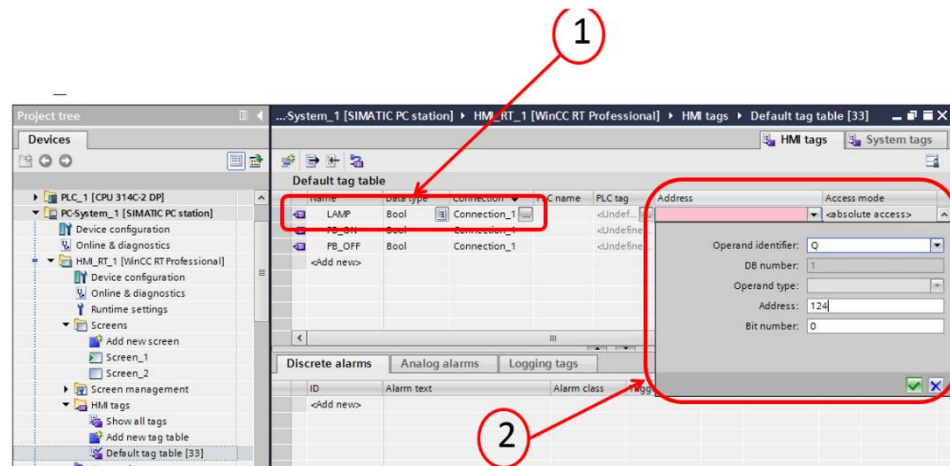 1
Project tree
...System_1 [SIMATIC PC station] ▸ HMI_RT_1 [WinCC RT Professional] ▸ HMI tags ▸ Default tag table [33]
Devices
HMI tags
System tags
Default tag table
Name Data type Connection PLC name PLC tag Address Access mode
LAMP Bool Connection_1 ... <Undef... <absolute access>
PB_ON Bool Connection_1 <Undefine...
PB_OFF Bool Connection_1 <Undefine...
<Add new>
Operand identifier: Q
DB number: 1
Operand type:
Address: 124
Bit number: 0
PLC_1 [CPU 314C-2 DP]
PC-System_1 [SIMATIC PC station]
Device configuration
Online & diagnostics
HMI_RT_1 [WinCC RT Professional]
Device configuration
Online & diagnostics
Runtime settings
Screens
Add new screen
Screen_1
Screen_2
Screen management
HMI tags
Show all tags
Add new tag table
Default tag table [33]
Discrete alarms
Analog alarms
Logging tags
ID Alarm text Alarm class
<Add new>
2